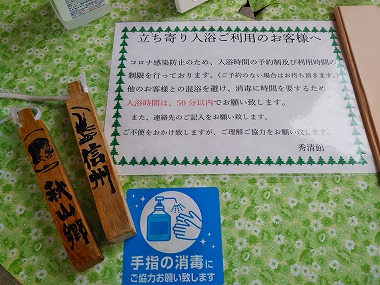 立ち寄り入浴ご利用のお客様へ
コロナ感染防止のため、入浴時間の予約制及び利用時間の
制限を行っております。(ご予約のない場合はお待ち頂きます。)
他のお客様との混浴を避け、消毒に時間を要するため
入浴時間は、50分以内でお願い致します。
また、連絡先のご記入をお願い致します。
ご不便をおかけ致しますが、ご理解ご協力をお願い致します。
秀清館
信州
秋山郷
手指の消毒に
ご協力お願い致します